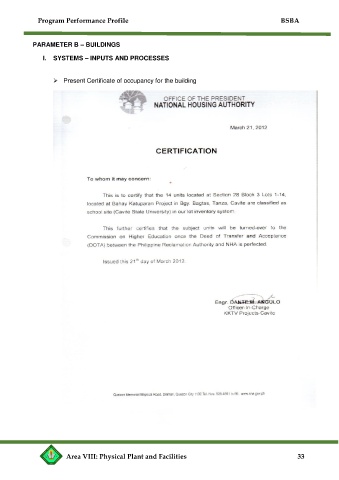 Program Performance Profile BSBA
PARAMETER B – BUILDINGS
I. SYSTEMS – INPUTS AND PROCESSES
➢ Present Certificate of occupancy for the building
OFFICE OF THE PRESIDENT
NATIONAL HOUSING AUTHORITY
March 21, 2012
CERTIFICATION
To whom it may concern:
This is to certify that the 14 units located at Section 28 Block 3 Lots 1-14,
located at Bahay Katuparan Project in Bgy. Bagtas, Tanza, Cavite are classified as
school site (Cavite State University) in our lot inventory system.
This further certifies that the subject units will be turned-over to the
Commission on Higher Education once the Deed of Transfer and Acceptance
(DOTA) between the Philippine Reclamation Authority and NHA is perfected.
Issued this 21st day of March 2012.
Engr. DANTE M. ANGULO
Officer-in-Charge
KKTV Projects Cavite
Area VIII: Physical Plant and Facilities 33